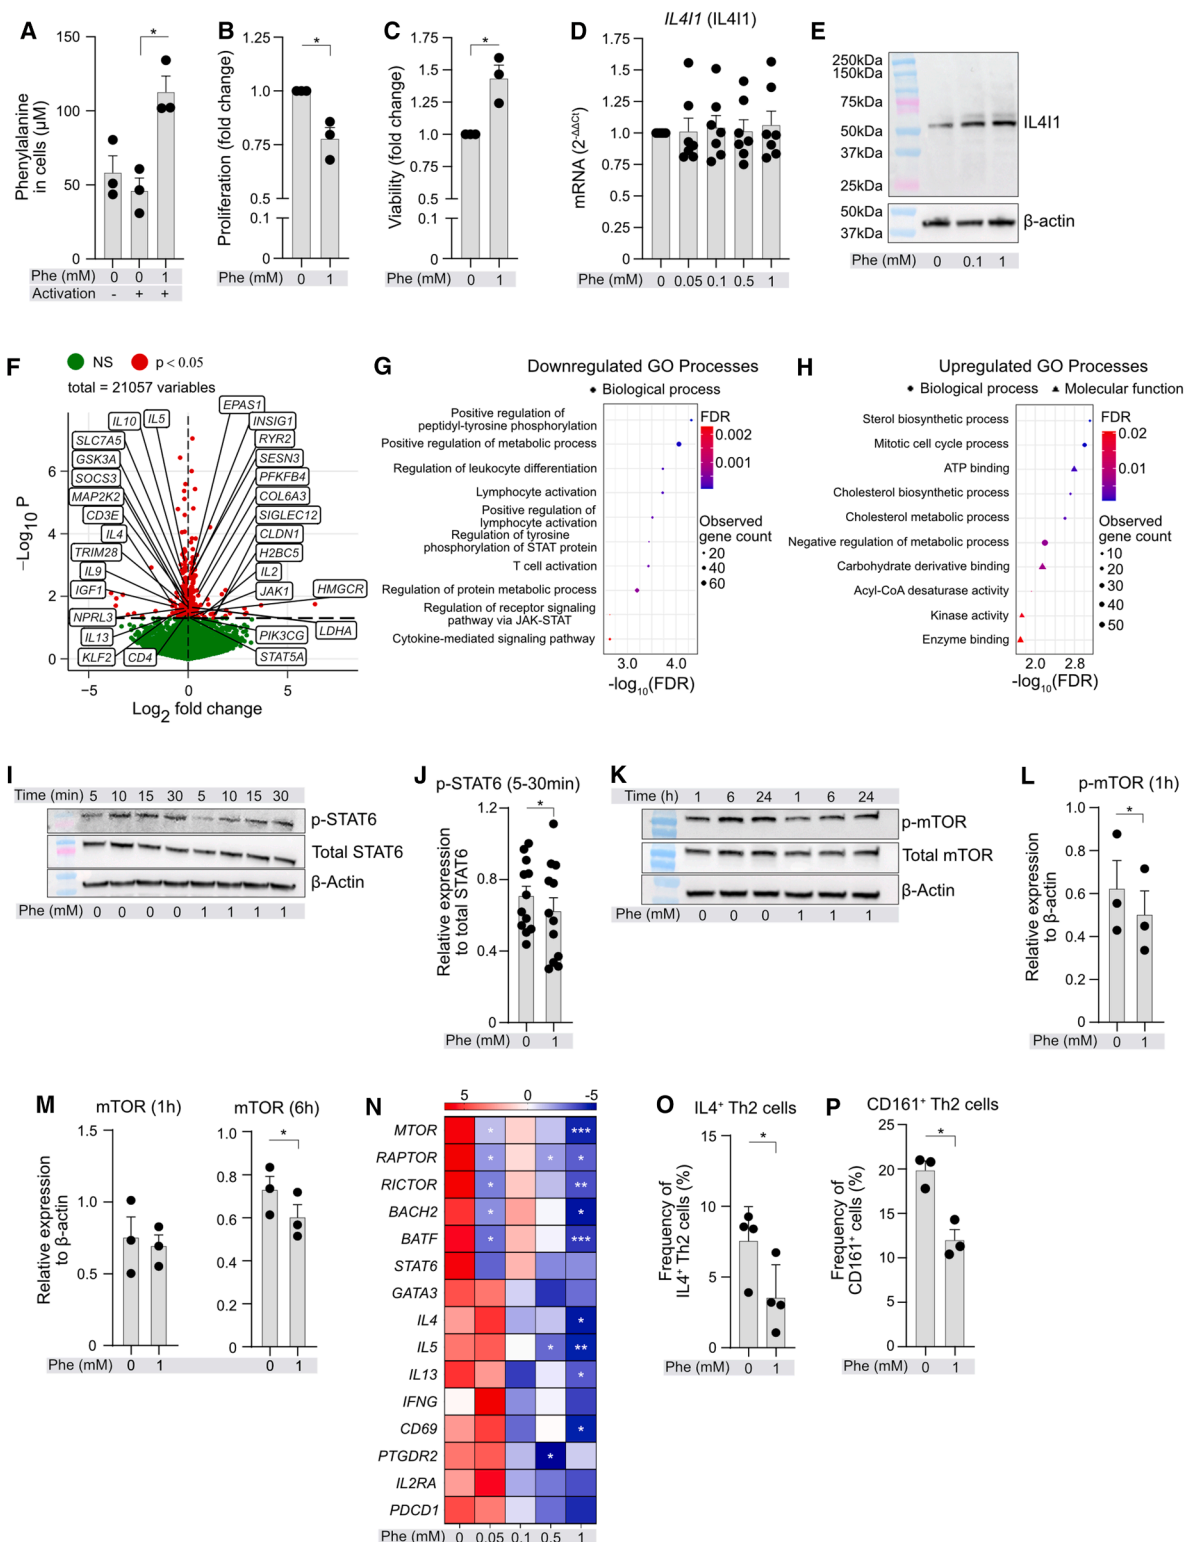 A
150
100
50
0
Phenylalanine
in cells (µM)
*
Phe (mM) 0 0 1
Activation - + +
B
1.25
1.0
0.5
0.1
0
Proliferation (fold change)
*
Phe (mM) 0 1
C
1.75
1.5
1.25
1.0
0.75
0.5
0.1
0
Viability (fold change)
*
Phe (mM) 0 1
D
IL4I1 (IL4I1)
1.75
1.5
1.25
1.00
0.75
0.5
0.25
0
mRNA (2-ΔΔCt)
Phe (mM) 0 0.05 0.1 0.5 1
E
250kDa
150kDa
75kDa
50kDa
37kDa
25kDa
IL4I1
50kDa
37kDa
β-actin
Phe (mM) 0 0.1 1
F
NS p < 0.05
total = 21057 variables
EPAS1
IL10 IL5
INSIG1
SLC7A5
RYR2
GSK3A
SESN3
SOCS3
PFKFB4
MAP2K2
COL6A3
CD3E
SIGLEC12
IL4
CLDN1
TRIM28
H2BC5
IL9
IL2
IGF1
JAK1
HMGCR
NPRL3
LDHA
IL13
PIK3CG
KLF2 CD4
STAT5A
6
4
2
0
−Log10 P
−5 0 5
Log2 fold change
G
Downregulated GO Processes
Biological process
Positive regulation of
peptidyl-tyrosine phosphorylation
Positive regulation of metabolic process
Regulation of leukocyte differentiation
Lymphocyte activation
Positive regulation of
lymphocyte activation
Regulation of tyrosine
phosphorylation of STAT protein
T cell activation
Regulation of protein metabolic process
Regulation of receptor signaling
pathway via JAK-STAT
Cytokine-mediated signaling pathway
3.0 4.0
-log10(FDR)
FDR
0.002
0.001
Observed
gene count
20
40
60
H
Upregulated GO Processes
Biological process Molecular function
Sterol biosynthetic process
Mitotic cell cycle process
ATP binding
Cholesterol biosynthetic process
Cholesterol metabolic process
Negative regulation of metabolic process
Carbohydrate derivative binding
Acyl-CoA desaturase activity
Kinase activity
Enzyme binding
2.0 2.8
-log10(FDR)
FDR
0.02
0.01
Observed
gene count
10
20
30
40
50
I
Time (min) 5 10 15 30 5 10 15 30
p-STAT6
Total STAT6
β-Actin
Phe (mM) 0 0 0 0 1 1 1 1
J
p-STAT6 (5-30min)
1.2
0.8
0.4
0
Relative expression
to total STAT6
*
Phe (mM) 0 1
K
Time (h) 1 6 24 1 6 24
p-mTOR
Total mTOR
β-Actin
Phe (mM) 0 0 0 1 1 1
L
p-mTOR (1h)
1.0
0.8
0.6
0.4
0.2
0
Relative expression
to β-actin
*
Phe (mM) 0 1
M
mTOR (1h)
1.5
1.0
0.5
0
Relative expression
to β-actin
mTOR (6h)
1.0
0.8
0.6
0.4
0.2
0
*
Phe (mM) 0 1 0 1
N
5 0 -5
MTOR * ***
RAPTOR * * *
RICTOR * **
BACH2 * *
BATF * ***
STAT6
GATA3
IL4 *
IL5 * **
IL13 *
IFNG
CD69 *
PTGDR2 *
IL2RA
PDCD1
Phe (mM) 0 0.05 0.1 0.5 1
O
IL4+ Th2 cells
15
10
5
0
Frequency of
IL4+ Th2 cells (%)
*
Phe (mM) 0 1
P
CD161+ Th2 cells
25
20
15
10
5
0
Frequency of
CD161+ cells (%)
*
Phe (mM) 0 1